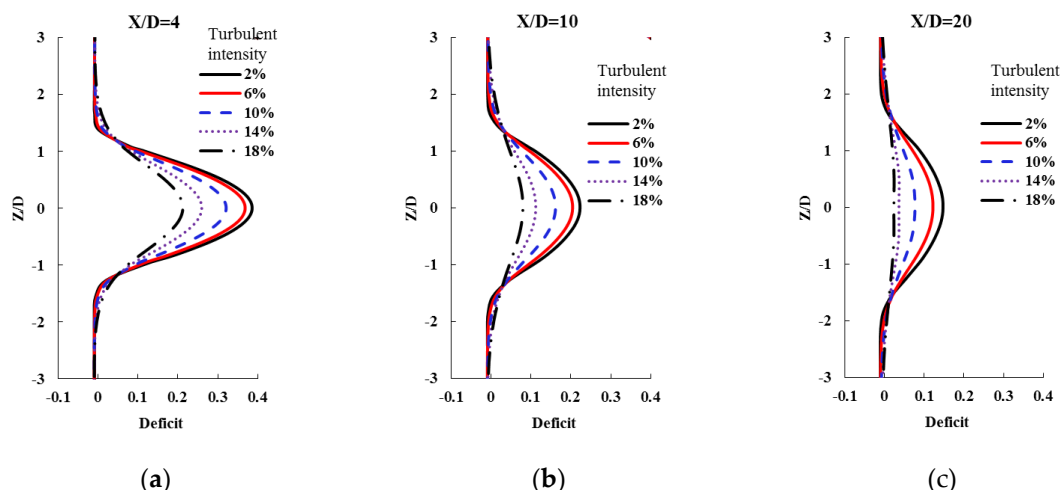 X/D=4
Turbulent
intensity
2%
6%
10%
14%
18%
3
2
1
0
-1
-2
-3
Z/D
-0.1 0 0.1 0.2 0.3 0.4
Deficit
(a)
X/D=10
Turbulent
intensity
2%
6%
10%
14%
18%
3
2
1
0
-1
-2
-3
Z/D
-0.1 0 0.1 0.2 0.3 0.4
Deficit
(b)
X/D=20
Turbulent
intensity
2%
6%
10%
14%
18%
3
2
1
0
-1
-2
-3
Z/D
-0.1 0 0.1 0.2 0.3 0.4
Deficit
(c)